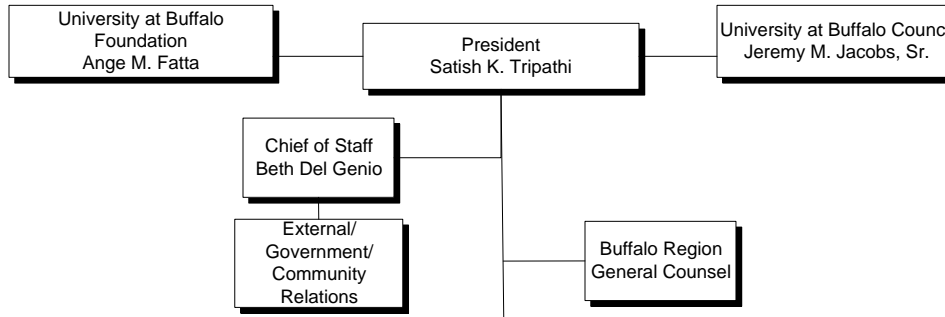 University at Buffalo
Foundation
Ange M. Fatta
President
Satish K. Tripathi
University at Buffalo Counc
Jeremy M. Jacobs, Sr.
Chief of Staff
Beth Del Genio
External/
Government/
Community
Relations
Buffalo Region
General Counsel